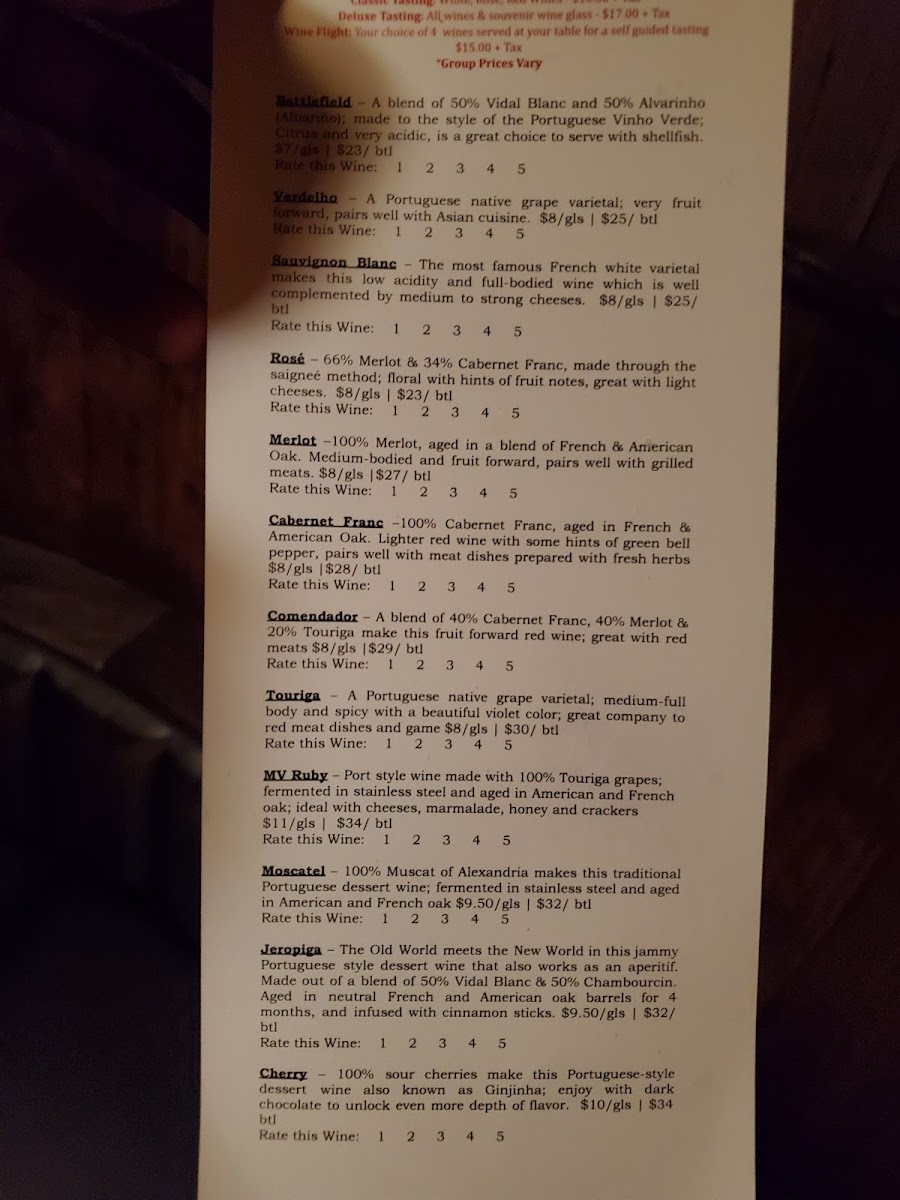 Classic Tasting: White, Rosé, Red Wines - $10.00 + Tax
Deluxe Tasting: All wines & souvenir wine glass - $17.00 + Tax
Wine Flight: Your choice of 4 wines served at your table for a self guided tasting
$15.00 + Tax
*Group Prices Vary
Battlefield – A blend of 50% Vidal Blanc and 50% Alvarinho
(Albariño); made to the style of the Portuguese Vinho Verde;
Citrus and very acidic, is a great choice to serve with shellfish.
$7/gls | $23/ btl
Rate this Wine: 1 2 3 4 5
Verdelho – A Portuguese native grape varietal; very fruit
forward, pairs well with Asian cuisine. $8/gls | $25/ btl
Rate this Wine: 1 2 3 4 5
Sauvignon Blanc – The most famous French white varietal
makes this low acidity and full-bodied wine which is well
complemented by medium to strong cheeses. $8/gls | $25/
btl
Rate this Wine: 1 2 3 4 5
Rosé – 66% Merlot & 34% Cabernet Franc, made through the
saigneé method; floral with hints of fruit notes, great with light
cheeses. $8/gls | $23/ btl
Rate this Wine: 1 2 3 4 5
Merlot –100% Merlot, aged in a blend of French & American
Oak. Medium-bodied and fruit forward, pairs well with grilled
meats. $8/gls |$27/ btl
Rate this Wine: 1 2 3 4 5
Cabernet Franc –100% Cabernet Franc, aged in French &
American Oak. Lighter red wine with some hints of green bell
pepper, pairs well with meat dishes prepared with fresh herbs
$8/gls |$28/ btl
Rate this Wine: 1 2 3 4 5
Comendador – A blend of 40% Cabernet Franc, 40% Merlot &
20% Touriga make this fruit forward red wine; great with red
meats $8/gls |$29/ btl
Rate this Wine: 1 2 3 4 5
Touriga – A Portuguese native grape varietal; medium-full
body and spicy with a beautiful violet color; great company to
red meat dishes and game $8/gls | $30/ btl
Rate this Wine: 1 2 3 4 5
MV Ruby – Port style wine made with 100% Touriga grapes;
fermented in stainless steel and aged in American and French
oak; ideal with cheeses, marmalade, honey and crackers
$11/gls | $34/ btl
Rate this Wine: 1 2 3 4 5
Moscatel – 100% Muscat of Alexandria makes this traditional
Portuguese dessert wine; fermented in stainless steel and aged
in American and French oak $9.50/gls | $32/ btl
Rate this Wine: 1 2 3 4 5
Jeropiga – The Old World meets the New World in this jammy
Portuguese style dessert wine that also works as an aperitif.
Made out of a blend of 50% Vidal Blanc & 50% Chambourcin.
Aged in neutral French and American oak barrels for 4
months, and infused with cinnamon sticks. $9.50/gls | $32/
btl
Rate this Wine: 1 2 3 4 5
Cherry – 100% sour cherries make this Portuguese-style
dessert wine also known as Ginjinha; enjoy with dark
chocolate to unlock even more depth of flavor. $10/gls | $34
btl
Rate this Wine: 1 2 3 4 5